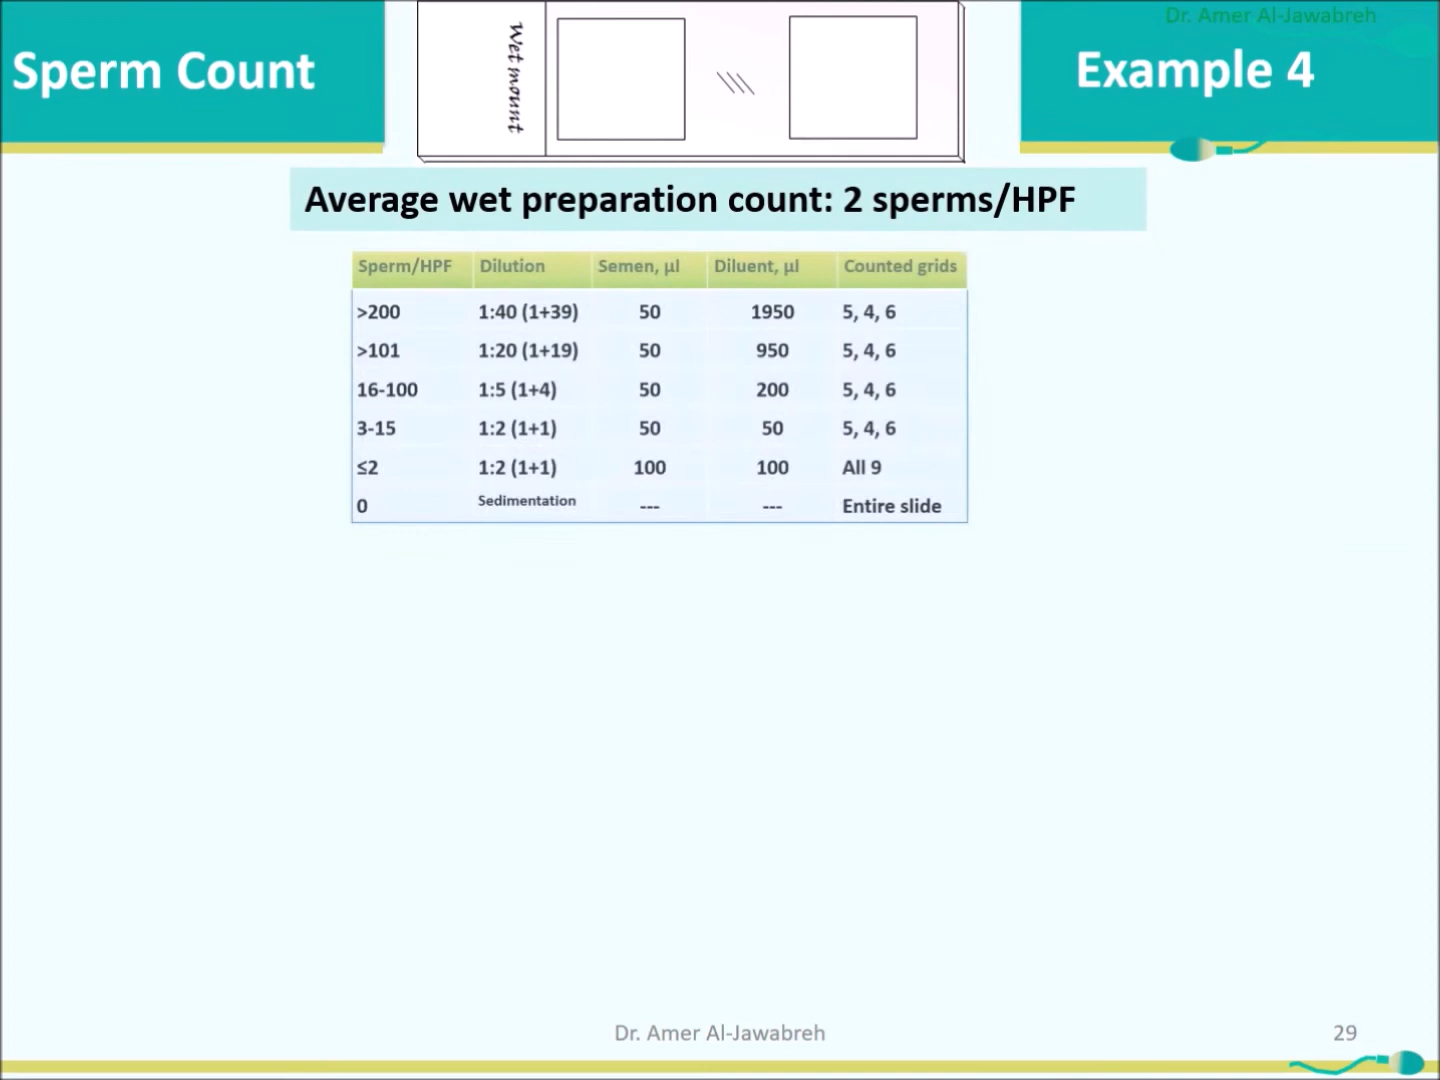 Dr. Amer Al-Jawabreh
Sperm Count
Wet mount
Example 4
Average wet preparation count: 2 sperms/HPF
Sperm/HPF Dilution Semen, µl Diluent, µl Counted grids
>200 1:40 (1+39) 50 1950 5, 4, 6
>101 1:20 (1+19) 50 950 5, 4, 6
16-100 1:5 (1+4) 50 200 5, 4, 6
3-15 1:2 (1+1) 50 50 5, 4, 6
≤2 1:2 (1+1) 100 100 All 9
0 Sedimentation --- --- Entire slide
Dr. Amer Al-Jawabreh 29